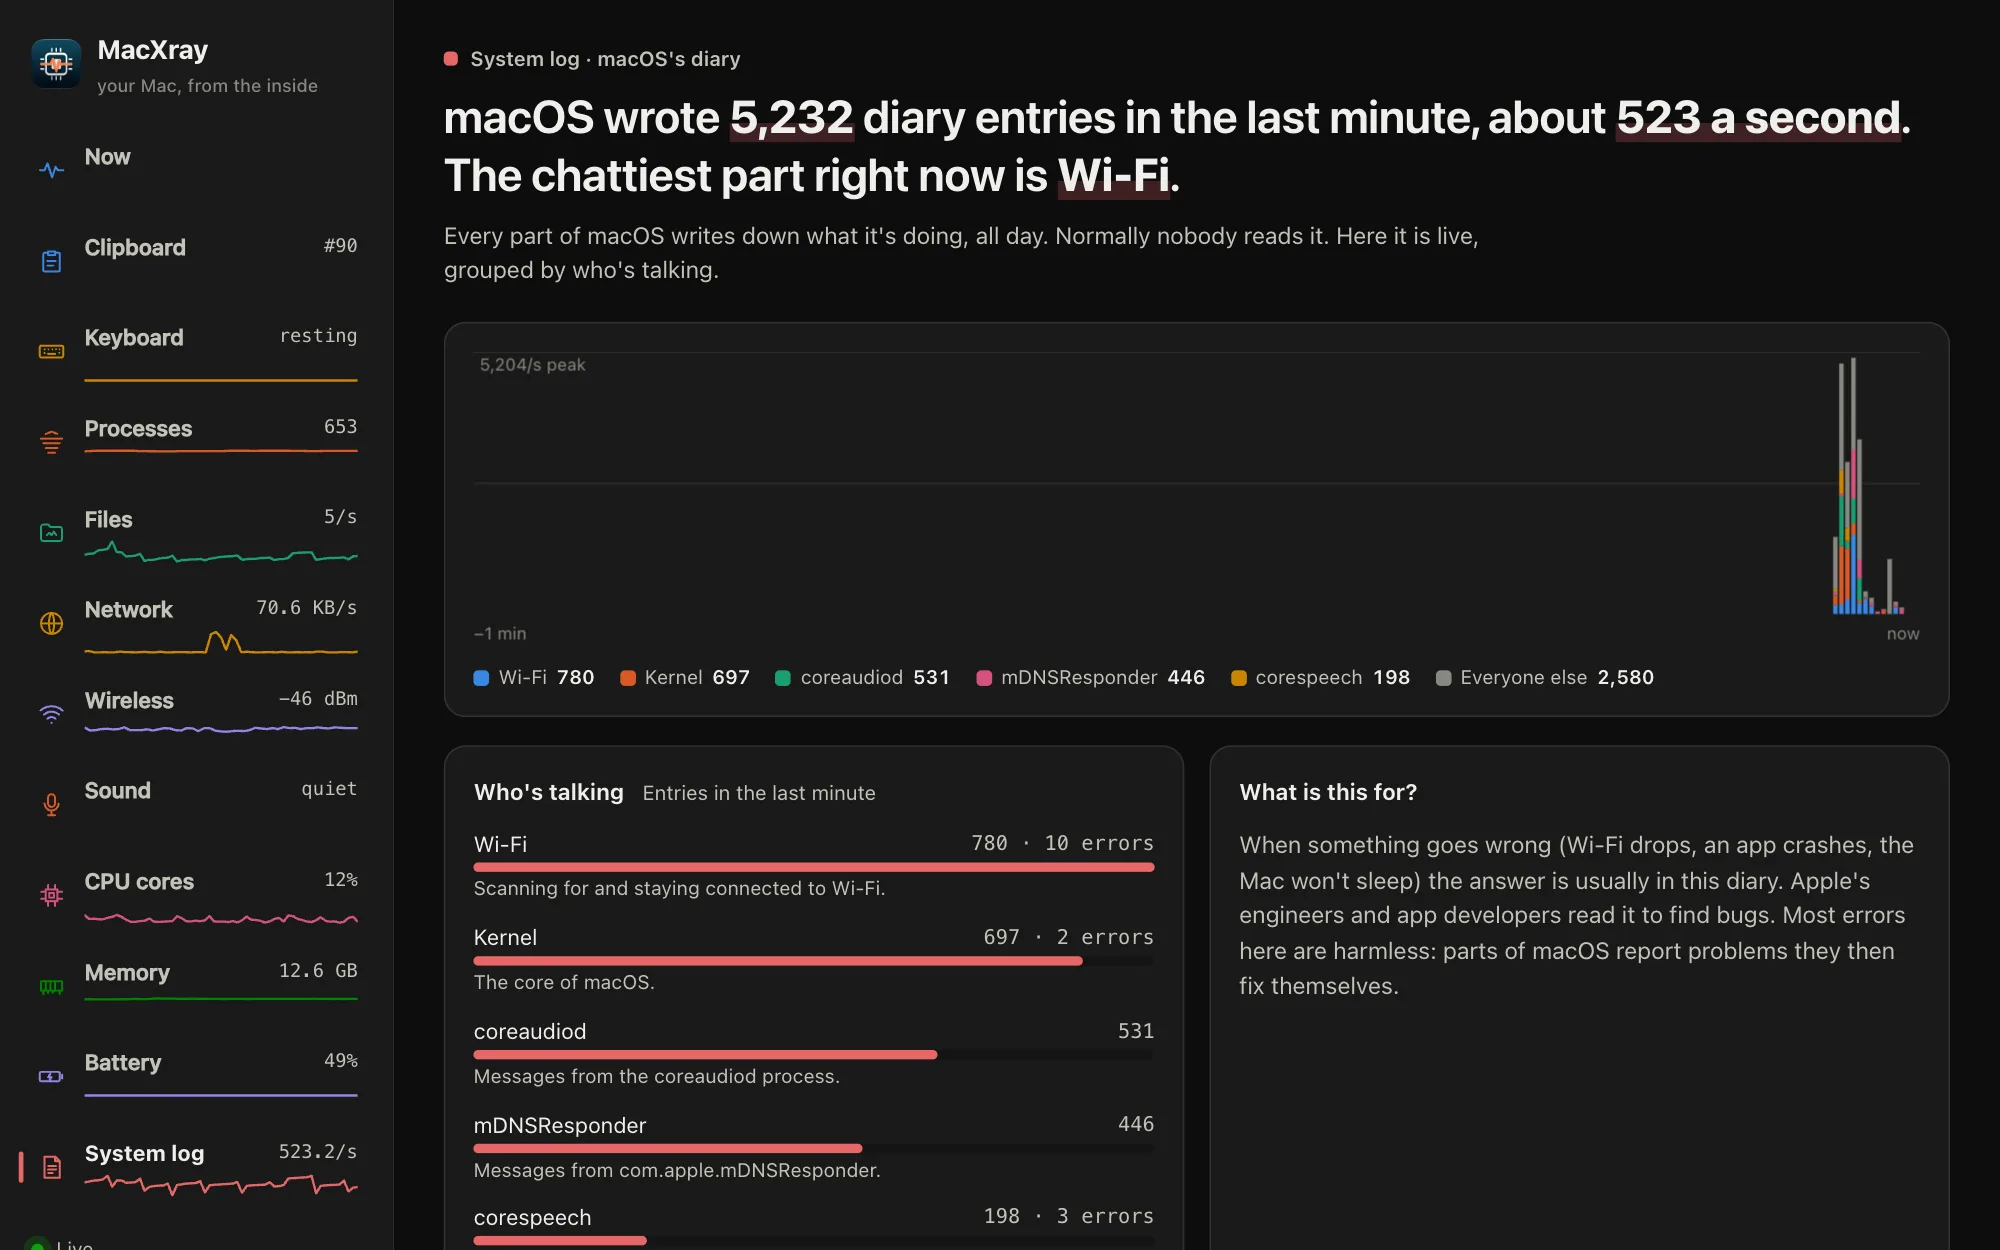 MacXray
your Mac, from the inside
Now
Clipboard #90
Keyboard resting
Processes 653
Files 5/s
Network 70.6 KB/s
Wireless −46 dBm
Sound quiet
CPU cores 12%
Memory 12.6 GB
Battery 49%
System log 523.2/s
Live
System log · macOS's diary
macOS wrote 5,232 diary entries in the last minute, about 523 a second.
The chattiest part right now is Wi-Fi.
Every part of macOS writes down what it's doing, all day. Normally nobody reads it. Here it is live,
grouped by who's talking.
5,204/s peak
−1 min now
Wi-Fi 780 Kernel 697 coreaudiod 531 mDNSResponder 446 corespeech 198 Everyone else 2,580
Who's talking Entries in the last minute
Wi-Fi 780 · 10 errors
Scanning for and staying connected to Wi-Fi.
Kernel 697 · 2 errors
The core of macOS.
coreaudiod 531
Messages from the coreaudiod process.
mDNSResponder 446
Messages from com.apple.mDNSResponder.
corespeech 198 · 3 errors
What is this for?
When something goes wrong (Wi-Fi drops, an app crashes, the
Mac won't sleep) the answer is usually in this diary. Apple's
engineers and app developers read it to find bugs. Most errors
here are harmless: parts of macOS report problems they then
fix themselves.